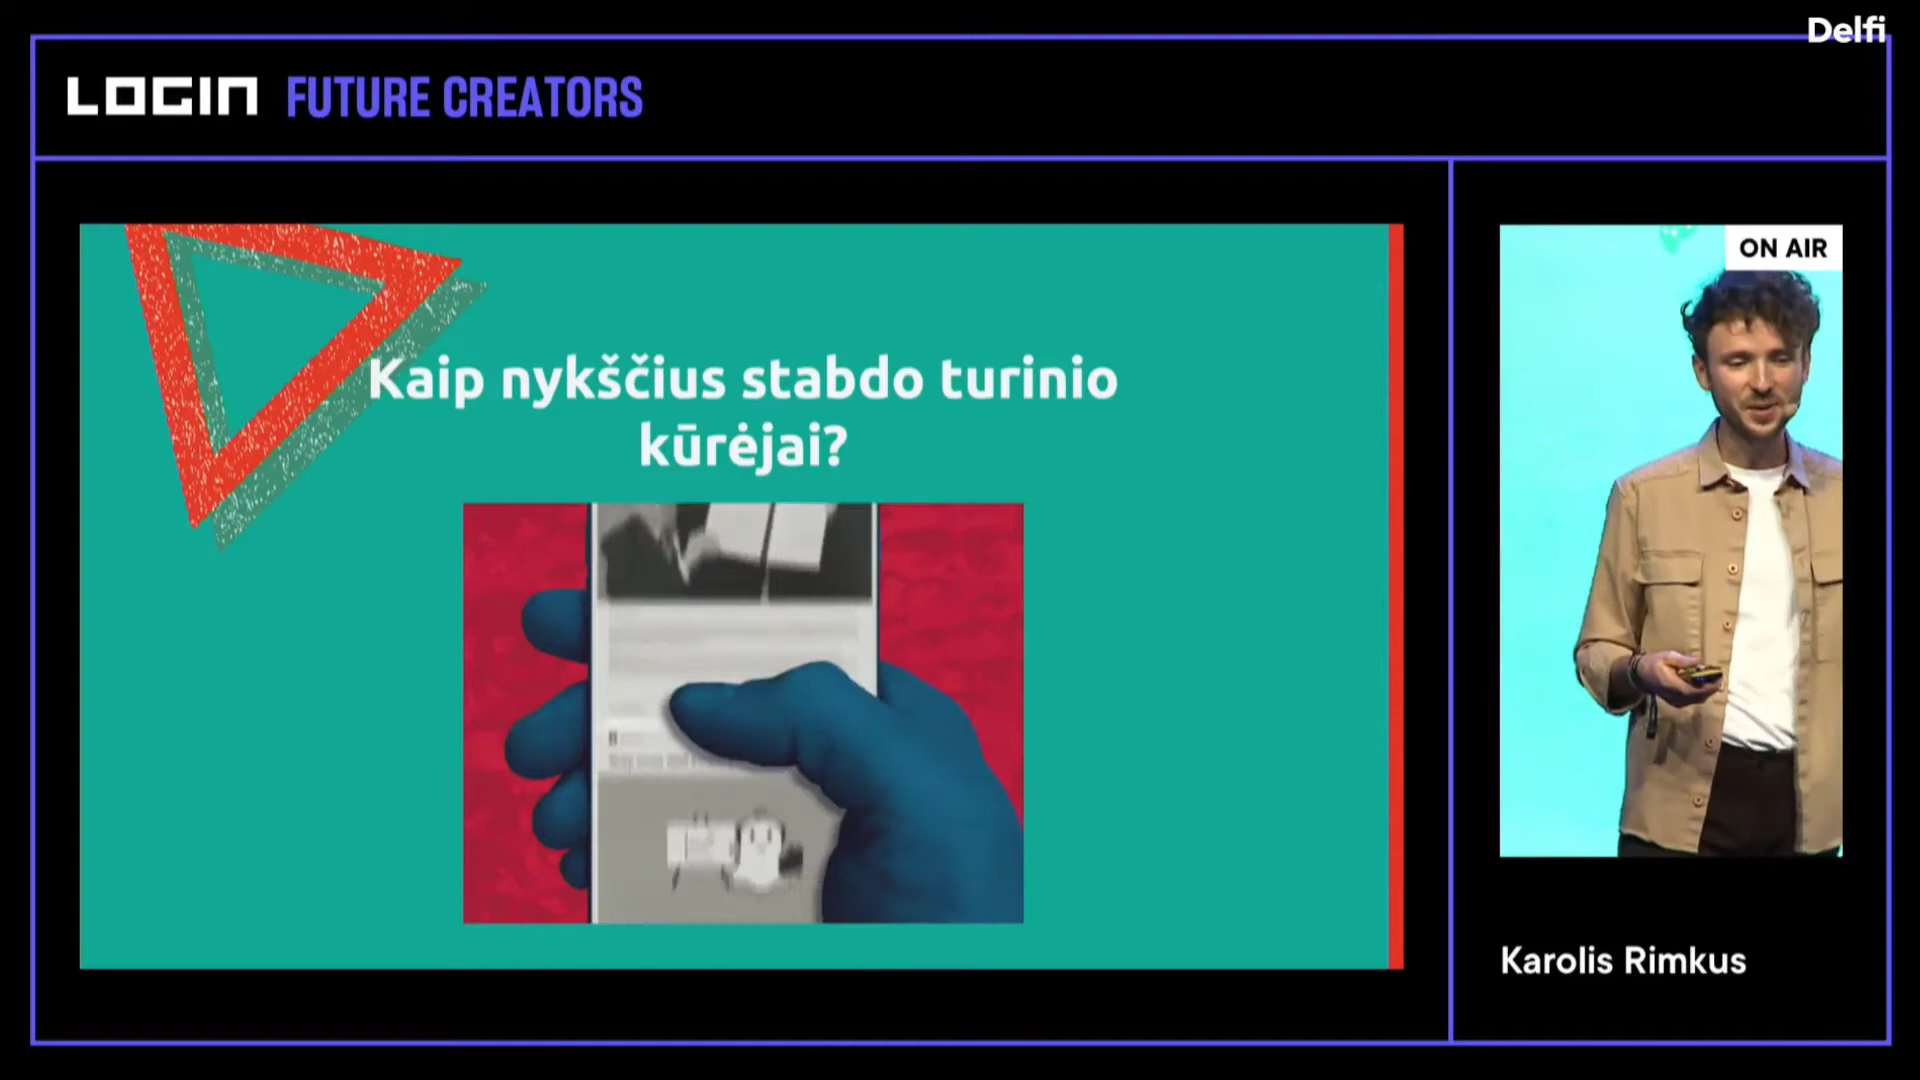 Delfi
LOGIN FUTURE CREATORS
ON AIR
Kaip nykščius stabdo turinio
kūrėjai?
Karolis Rimkus